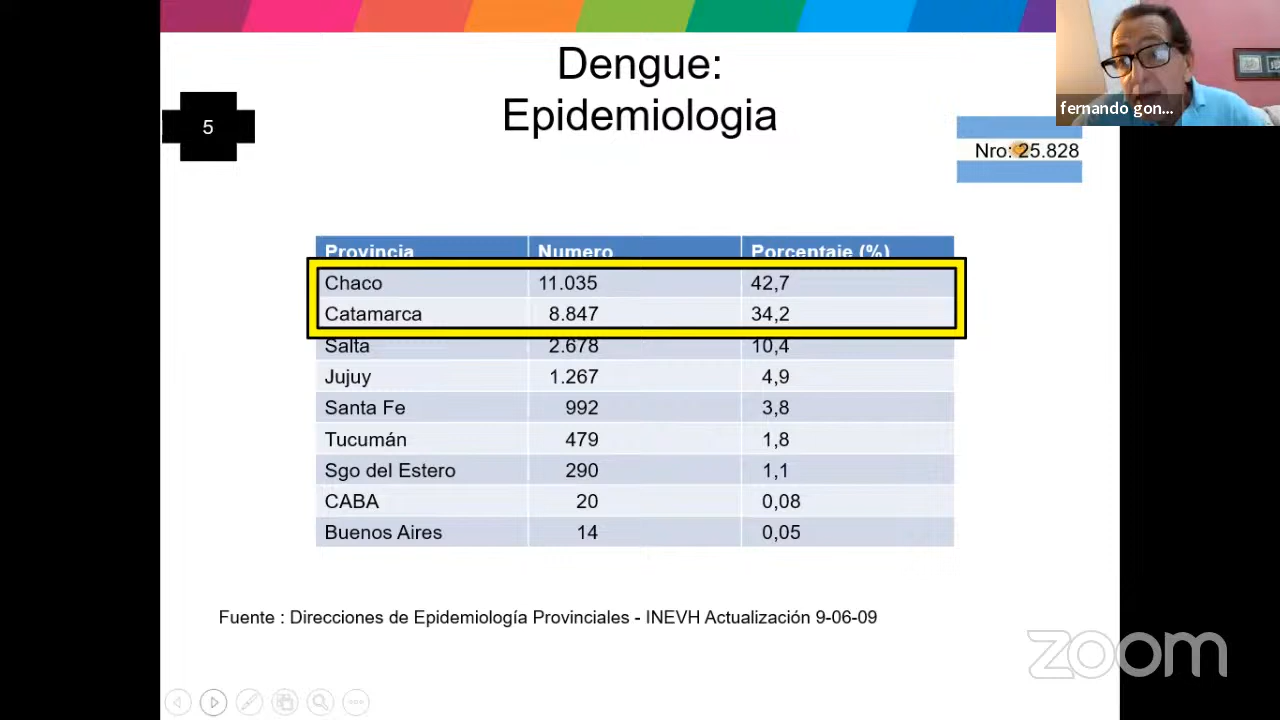 Dengue:
Epidemiologia
5
fernando gon...
Nro: 25.828
Provincia Numero Porcentaje (%)
Chaco 11.035 42,7
Catamarca 8.847 34,2
Salta 2.678 10,4
Jujuy 1.267 4,9
Santa Fe 992 3,8
Tucumán 479 1,8
Sgo del Estero 290 1,1
CABA 20 0,08
Buenos Aires 14 0,05
Fuente : Direcciones de Epidemiología Provinciales - INEVH Actualización 9-06-09
zoom